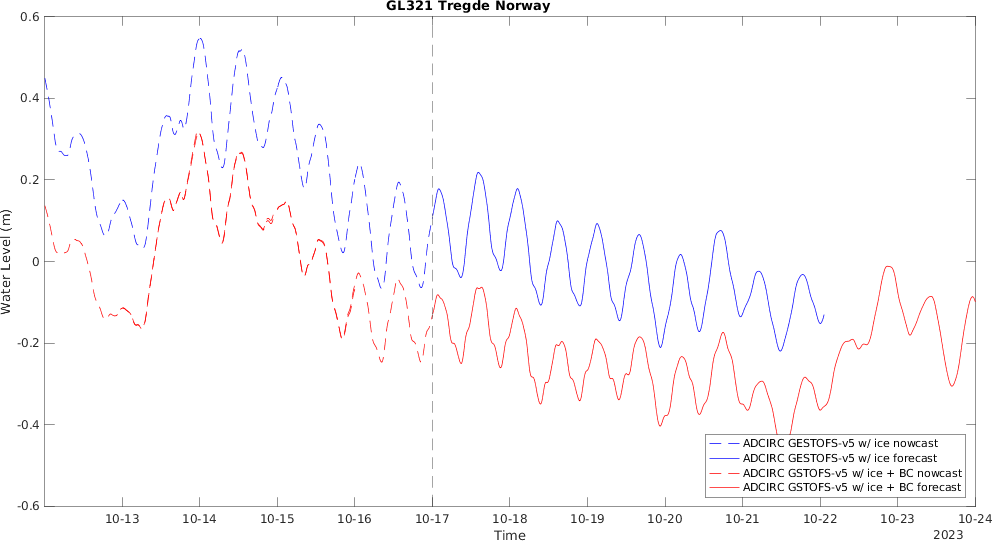 GL321 Tregde Norway
0.6
0.4
0.2
0
-0.2
-0.4
-0.6
Water Level (m)
ADCIRC GESTOFS-v5 w/ ice nowcast
ADCIRC GESTOFS-v5 w/ ice forecast
ADCIRC GSTOFS-v5 w/ ice + BC nowcast
ADCIRC GSTOFS-v5 w/ ice + BC forecast
10-13 10-14 10-15 10-16 10-17 10-18 10-19 10-20 10-21 10-22 10-23 10-24
Time
2023